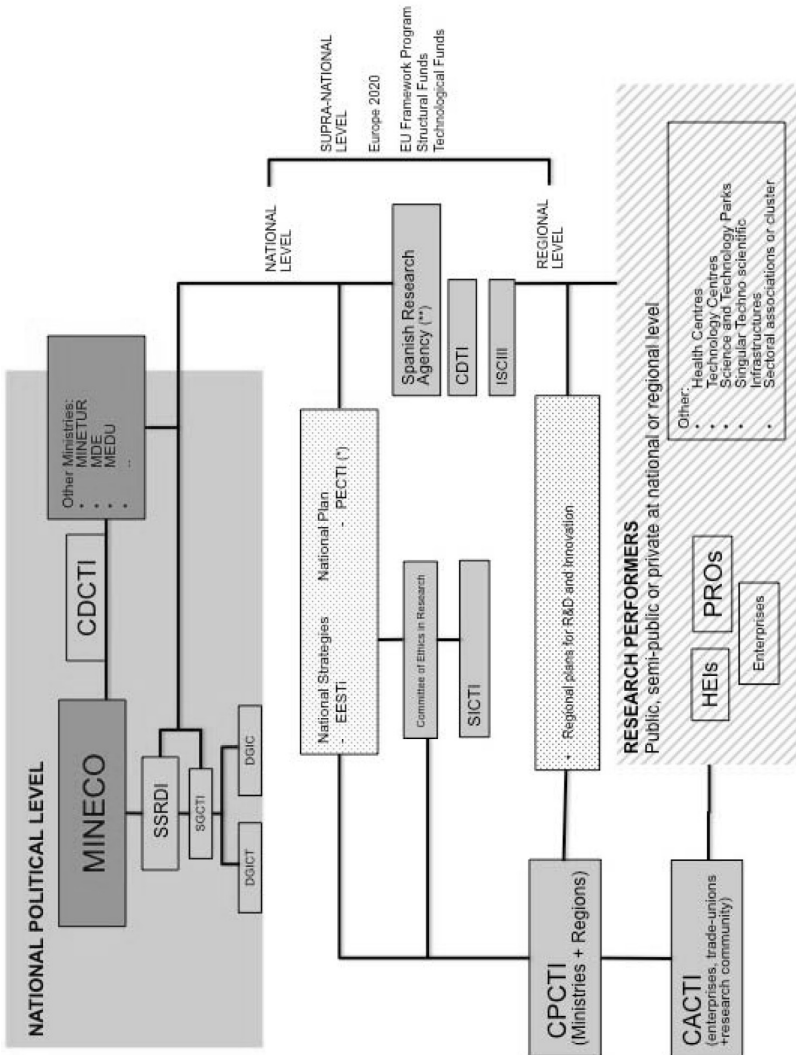 NATIONAL POLITICAL LEVEL
MINECO
CDCTI
Other Ministries:
• MINETUR
• MDE
• MEDU
• ..
SSRDI
SGCTI
DGICT
DGIC
NATIONAL
LEVEL
SUPRA-NATIONAL
LEVEL
Europe 2020
EU Framework Program
Structural Funds
Technological Funds
National Strategies
- EESTi
National Plan
- PECTI (*)
Spanish Research
Agency (**)
CDTI
ISCIII
Committee of Ethics in Research
SICTI
REGIONAL
LEVEL
• Regional plans for R&D and Innovation
CPCTI
(Ministries + Regions)
CACTI
(enterprises, trade-unions
+research community)
RESEARCH PERFORMERS
Public, semi-public or private at national or regional level
HEIs
PROs
Enterprises
Other:
• Health Centres
• Technology Centres
• Science and Technology Parks
• Singular Techno scientific
Infrastructures
• Sectoral associations or cluster